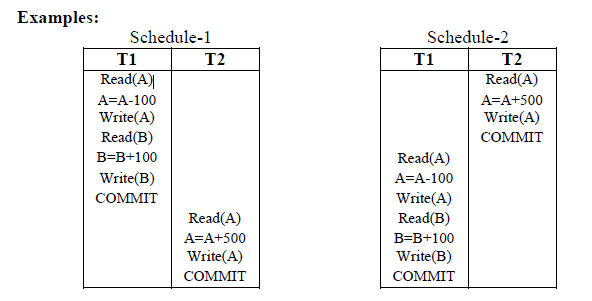 Examples:
Schedule-1 Schedule-2
T1 T2 T1 T2
Read(A) Read(A)
A=A-100 A=A+500
Write(A) Write(A)
Read(B) COMMIT
B=B+100 Read(A)
Write(B) A=A-100
COMMIT Write(A)
Read(A) Read(B)
A=A+500 B=B+100
Write(A) Write(B)
COMMIT COMMIT